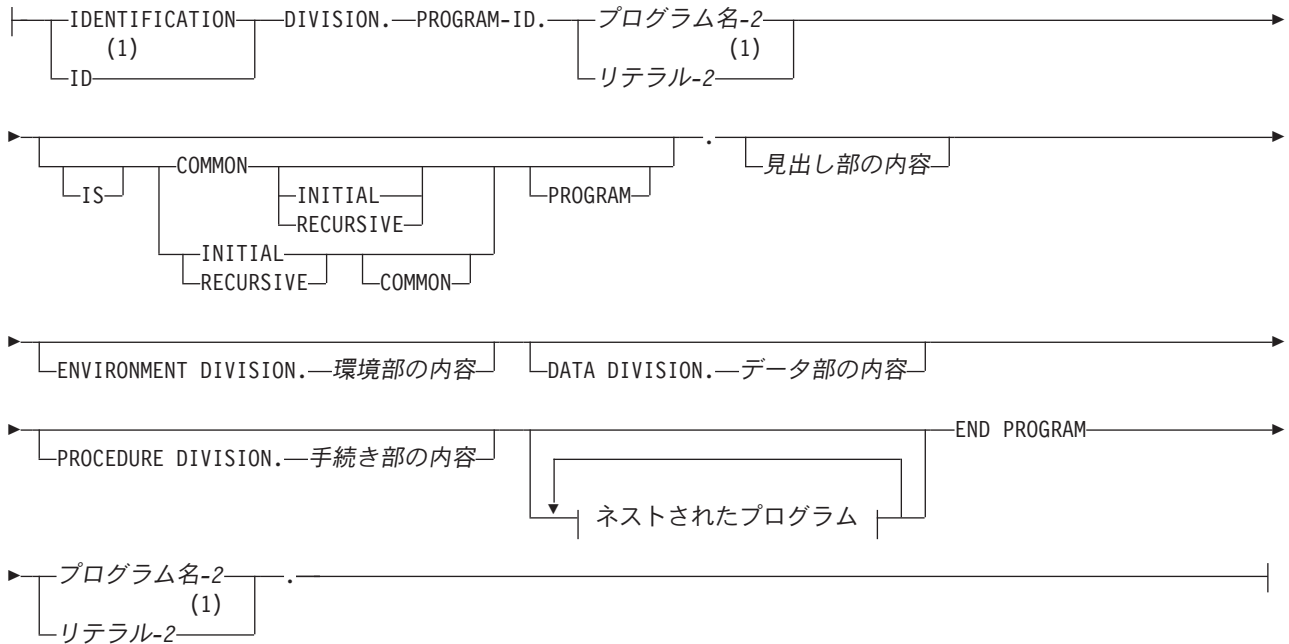 IDENTIFICATION DIVISION. PROGRAM-ID. プログラム名-2
(1) (1)
ID リテラル-2
. 見出し部の内容
IS COMMON INITIAL PROGRAM
RECURSIVE
INITIAL
RECURSIVE COMMON
ENVIRONMENT DIVISION. 環境部の内容 DATA DIVISION. データ部の内容
END PROGRAM
PROCEDURE DIVISION. 手続き部の内容
ネストされたプログラム
プログラム名-2 .
(1)
リテラル-2